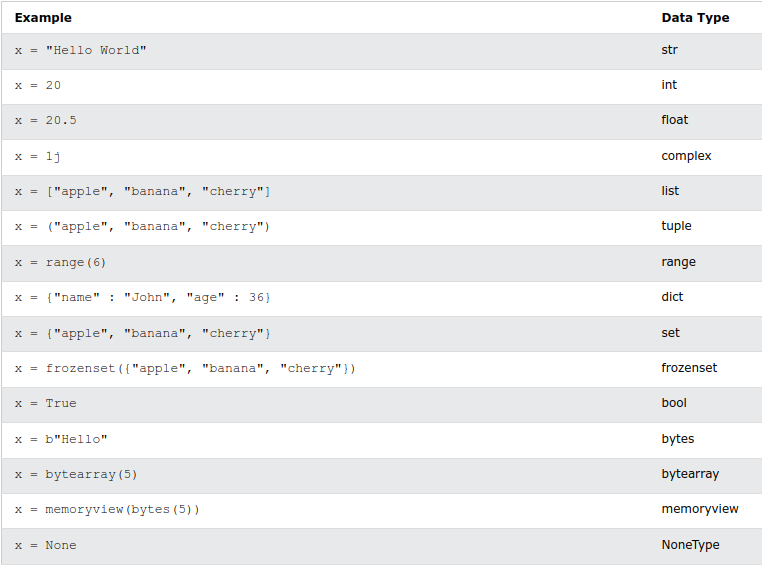 Example Data Type
x = "Hello World" str
x = 20 int
x = 20.5 float
x = 1j complex
x = ["apple", "banana", "cherry"] list
x = ("apple", "banana", "cherry") tuple
x = range(6) range
x = {"name" : "John", "age" : 36} dict
x = {"apple", "banana", "cherry"} set
x = frozenset({"apple", "banana", "cherry"}) frozenset
x = True bool
x = b"Hello" bytes
x = bytearray(5) bytearray
x = memoryview(bytes(5)) memoryview
x = None NoneType